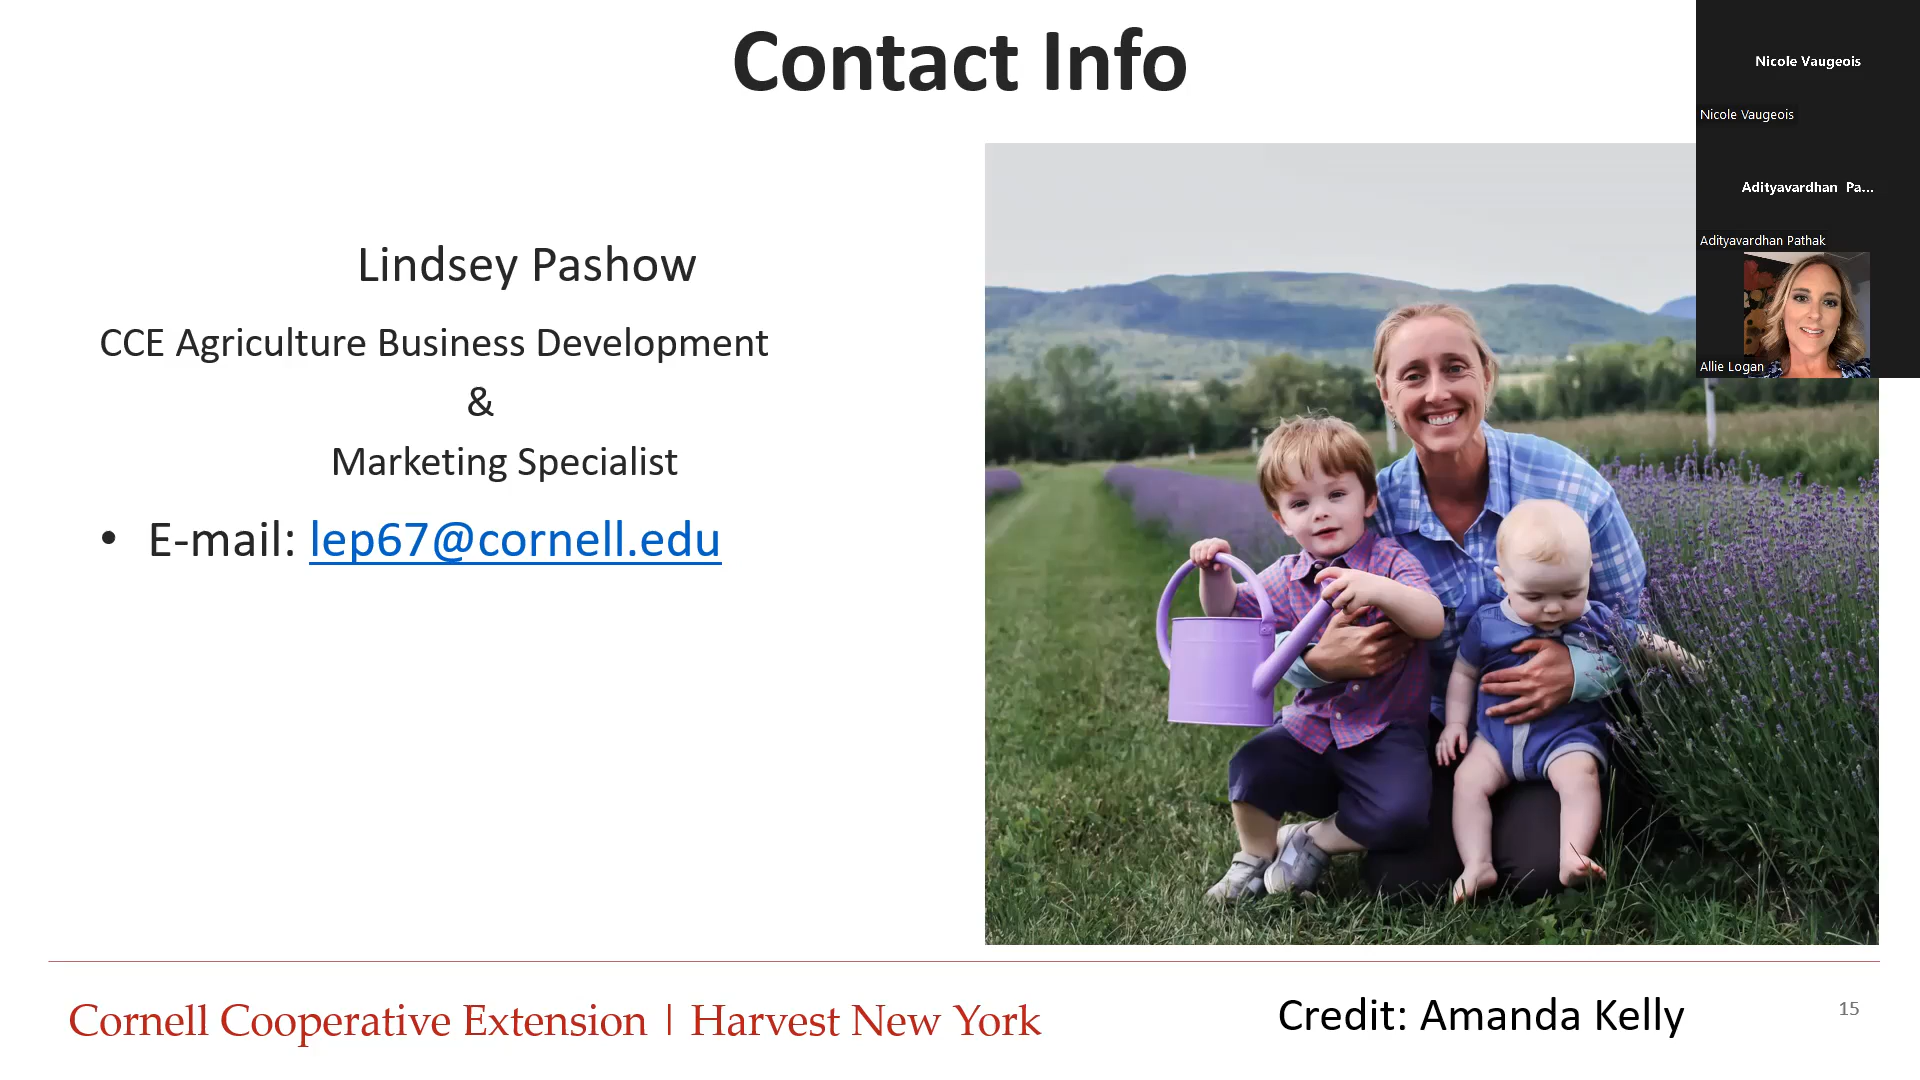 Contact Info
Nicole Vaugeois
Nicole Vaugeois
Adityavardhan Pa...
Adityavardhan Pathak
Allie Logan
Lindsey Pashow
CCE Agriculture Business Development
&
Marketing Specialist
• E-mail: lep67@cornell.edu
Cornell Cooperative Extension | Harvest New York
Credit: Amanda Kelly
15